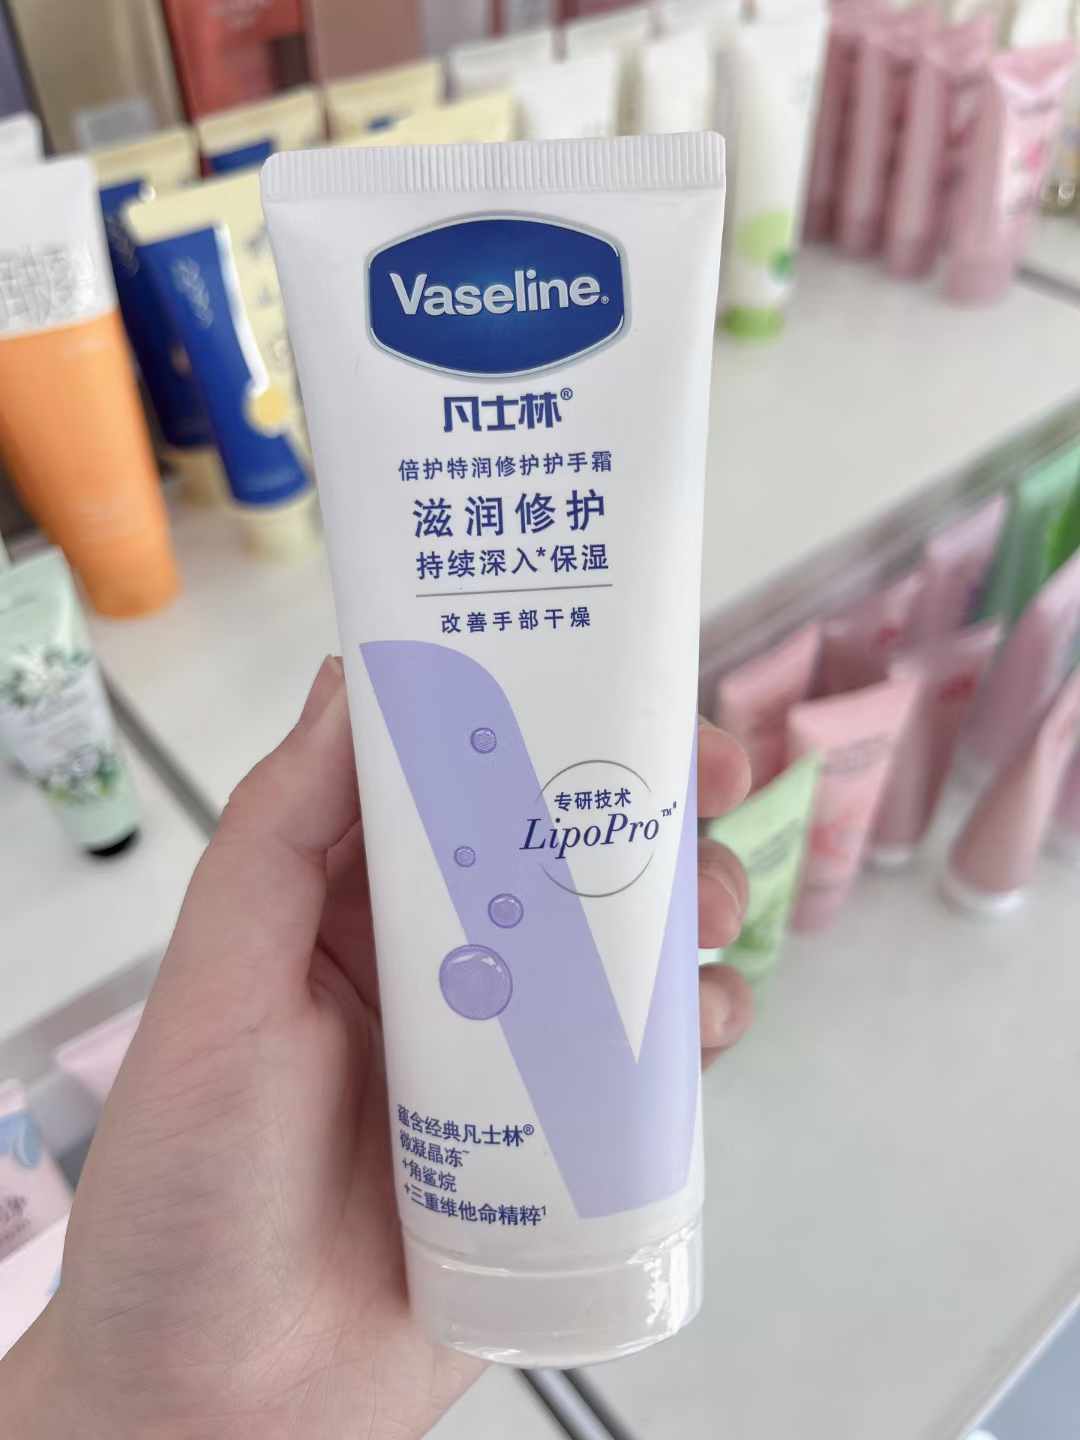 Vaseline®
凡士林®
倍护特润修护护手霜
滋润修护
持续深入*保湿
改善手部干燥
专研技术
LipoPro™#
蕴含经典凡士林®
微凝晶冻~
+角鲨烷
+三重维他命精粹¹